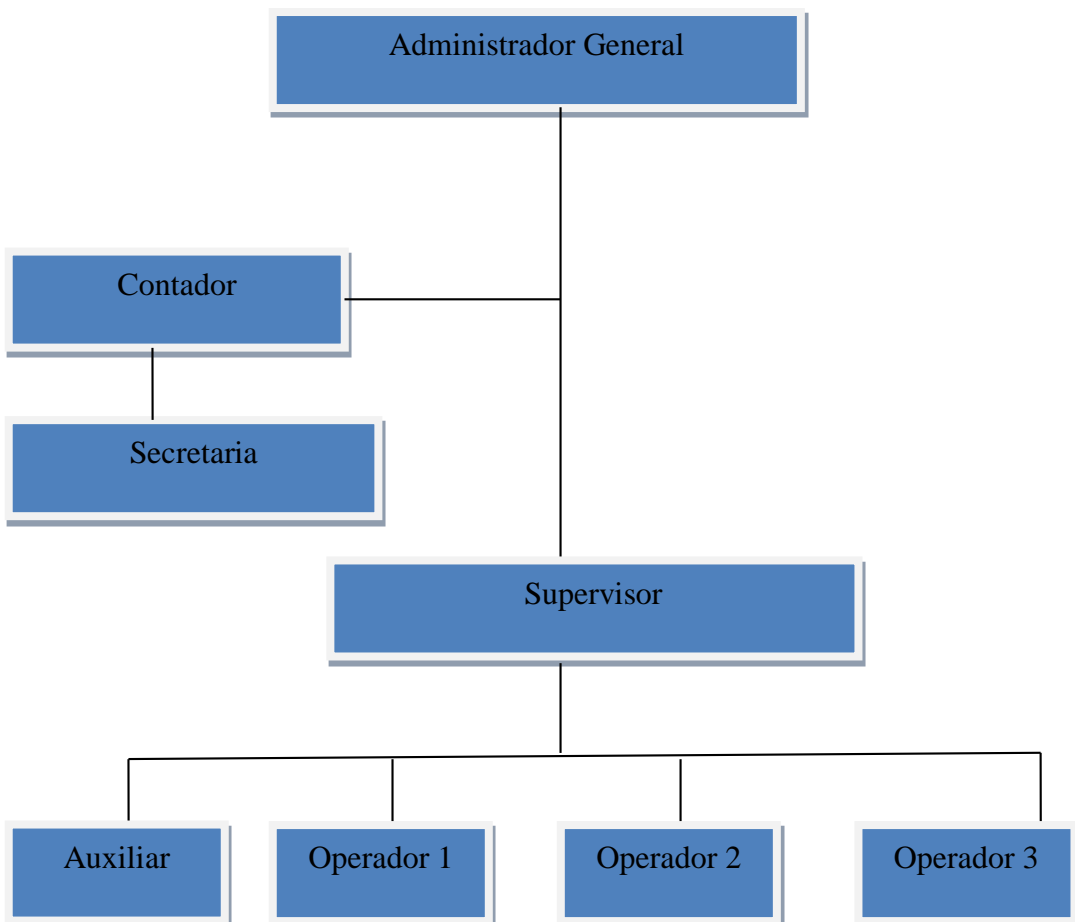 Administrador General
Contador
Secretaria
Supervisor
Auxiliar
Operador 1
Operador 2
Operador 3